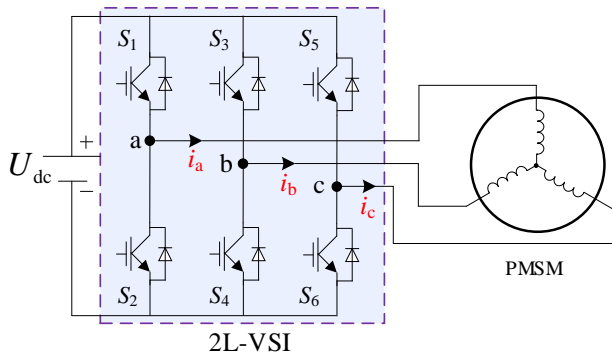 S1 S3 S5
+
a
ia
Udc
b
ib
c
ic
−
PMSM
S2 S4 S6
2L-VSI